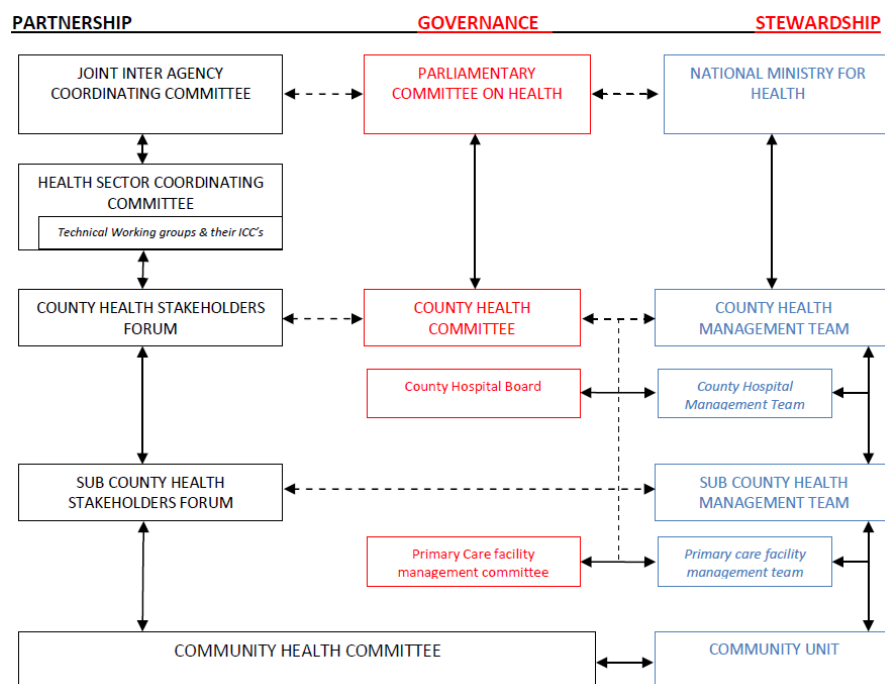 PARTNERSHIP
GOVERNANCE
STEWARDSHIP
JOINT INTER AGENCY
COORDINATING COMMITTEE
PARLIAMENTARY
COMMITTEE ON HEALTH
NATIONAL MINISTRY FOR
HEALTH
HEALTH SECTOR COORDINATING
COMMITTEE
Technical Working groups & their ICC's
COUNTY HEALTH STAKEHOLDERS
FORUM
COUNTY HEALTH
COMMITTEE
COUNTY HEALTH
MANAGEMENT TEAM
County Hospital Board
County Hospital
Management Team
SUB COUNTY HEALTH
STAKEHOLDERS FORUM
SUB COUNTY HEALTH
MANAGEMENT TEAM
Primary Care facility
management committee
Primary care facility
management team
COMMUNITY HEALTH COMMITTEE
COMMUNITY UNIT